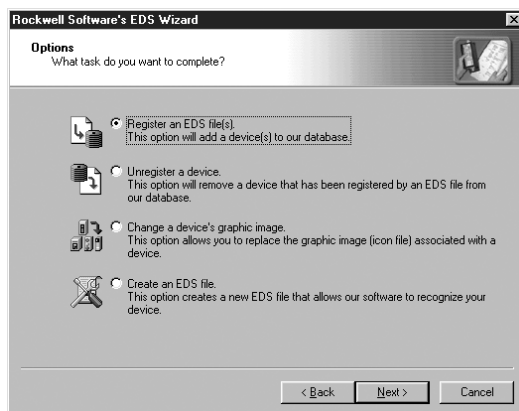 Rockwell Software's EDS Wizard
Options
What task do you want to complete?
Register an EDS file(s).
This option will add a device(s) to our database.
Unregister a device.
This option will remove a device that has been registered by an EDS file from
our database.
Change a device's graphic image.
This option allows you to replace the graphic image (icon file) associated with a
device.
Create an EDS file.
This option creates a new EDS file that allows our software to recognize your
device.
< Back
Next >
Cancel